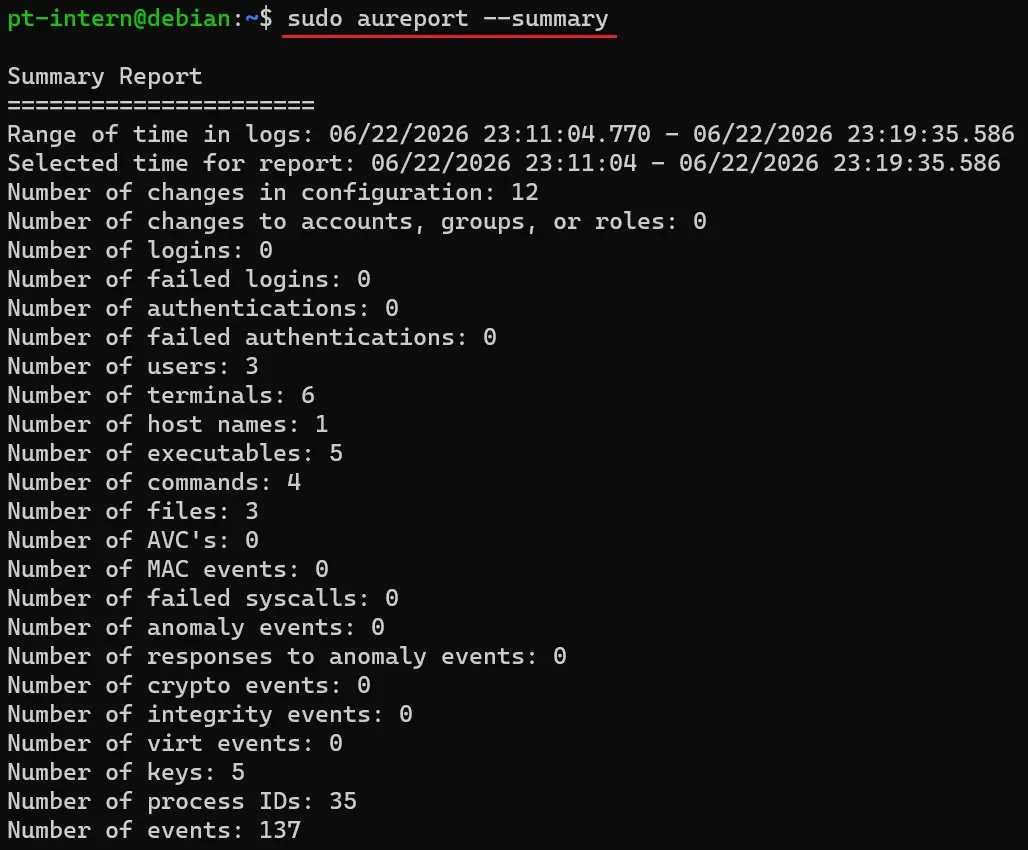 pt-intern@debian:~$ sudo aureport --summary
Summary Report
======================
Range of time in logs: 06/22/2026 23:11:04.770 - 06/22/2026 23:19:35.586
Selected time for report: 06/22/2026 23:11:04 - 06/22/2026 23:19:35.586
Number of changes in configuration: 12
Number of changes to accounts, groups, or roles: 0
Number of logins: 0
Number of failed logins: 0
Number of authentications: 0
Number of failed authentications: 0
Number of users: 3
Number of terminals: 6
Number of host names: 1
Number of executables: 5
Number of commands: 4
Number of files: 3
Number of AVC's: 0
Number of MAC events: 0
Number of failed syscalls: 0
Number of anomaly events: 0
Number of responses to anomaly events: 0
Number of crypto events: 0
Number of integrity events: 0
Number of virt events: 0
Number of keys: 5
Number of process IDs: 35
Number of events: 137